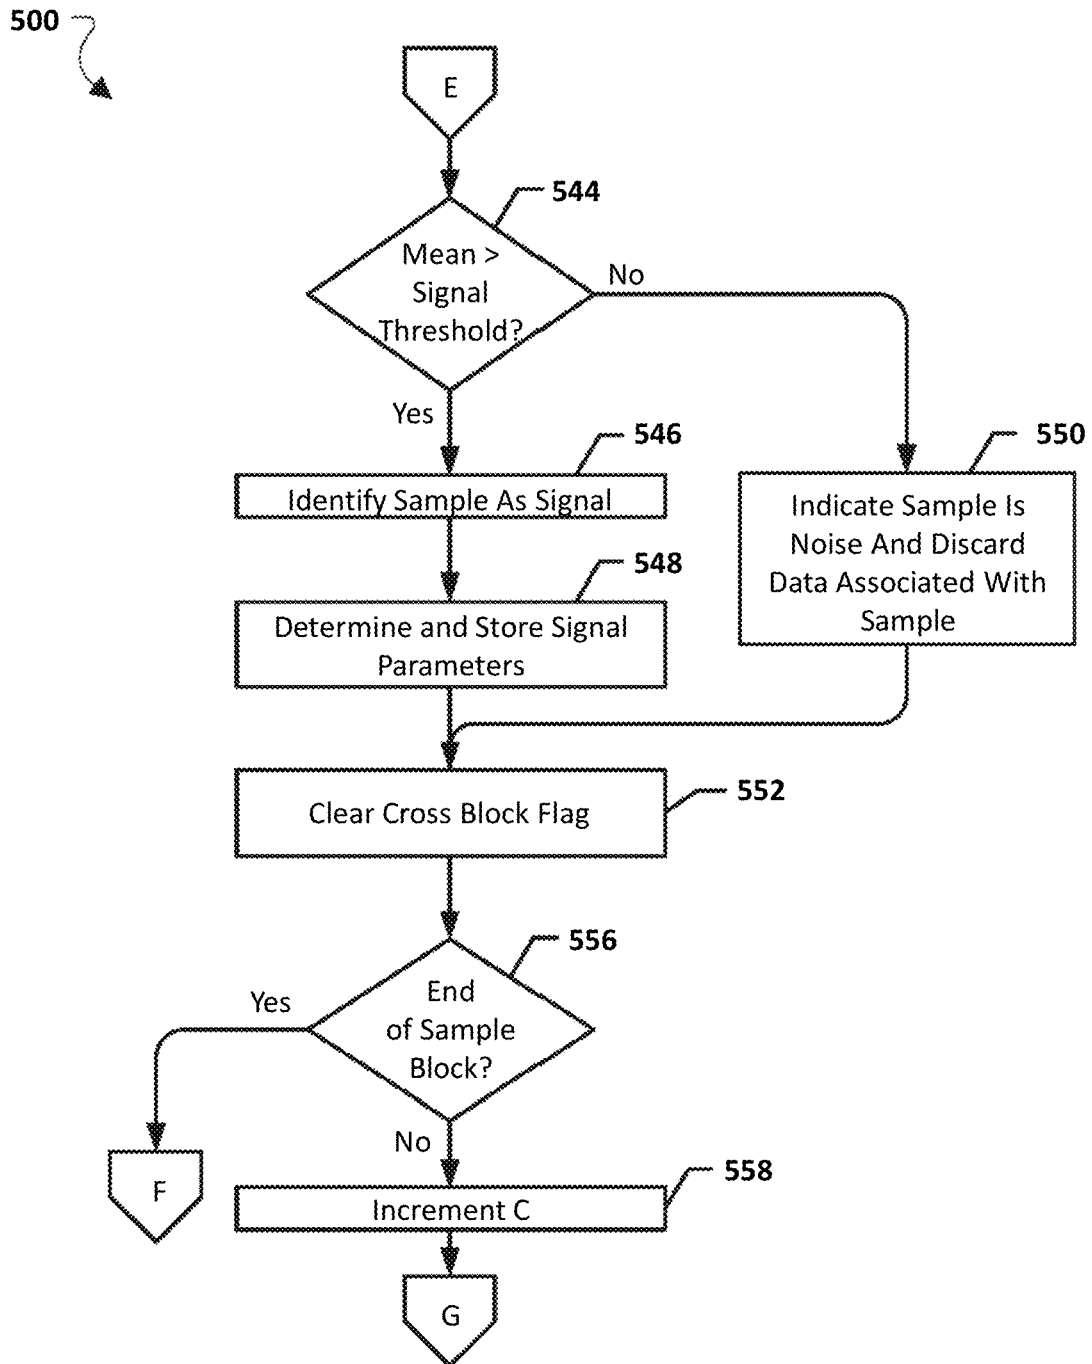 500
E
544
Mean >
Signal
Threshold?
No
Yes
546
550
Identify Sample As Signal
Indicate Sample Is
Noise And Discard
Data Associated With
Sample
548
Determine and Store Signal
Parameters
552
Clear Cross Block Flag
556
End
of Sample
Block?
Yes
No
F
558
Increment C
G